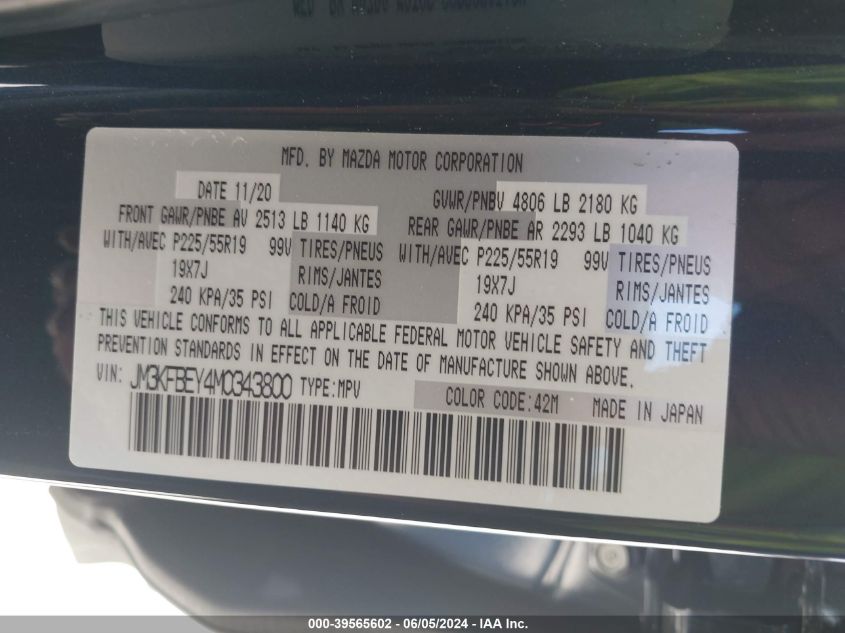 MFD. BY MAZDA MOTOR CORPORATION
DATE 11/20 GVWR/PNBV 4806 LB 2180 KG
FRONT GAWR/PNBE AV 2513 LB 1140 KG REAR GAWR/PNBE AR 2293 LB 1040 KG
WITH/AVEC P225/55R19 99V TIRES/PNEUS WITH/AVEC P225/55R19 99V TIRES/PNEUS
19X7J RIMS/JANTES 19X7J RIMS/JANTES
240 KPA/35 PSI COLD/A FROID 240 KPA/35 PSI COLD/A FROID
THIS VEHICLE CONFORMS TO ALL APPLICABLE FEDERAL MOTOR VEHICLE SAFETY AND THEFT
PREVENTION STANDARDS IN EFFECT ON THE DATE OF MANUFACTURE SHOWN ABOVE.
VIN: JM3KFBEY4M0343800 TYPE:MPV COLOR CODE:42M MADE IN JAPAN
000-39565602 - 06/05/2024 - IAA Inc.